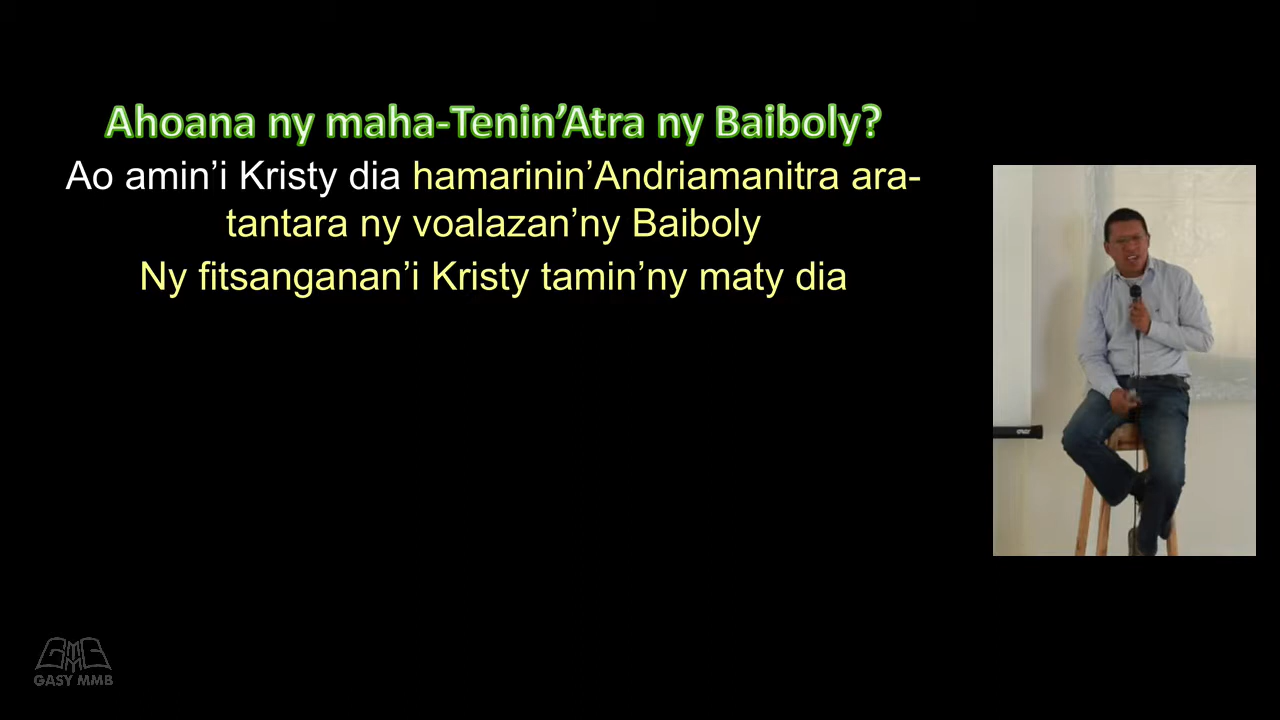 Ahoana ny maha-Tenin’Atra ny Baiboly?
Ao amin’i Kristy dia hamarinin’Andriamanitra ara-
tantara ny voalazan’ny Baiboly
Ny fitsanganan’i Kristy tamin’ny maty dia
GASY MMB